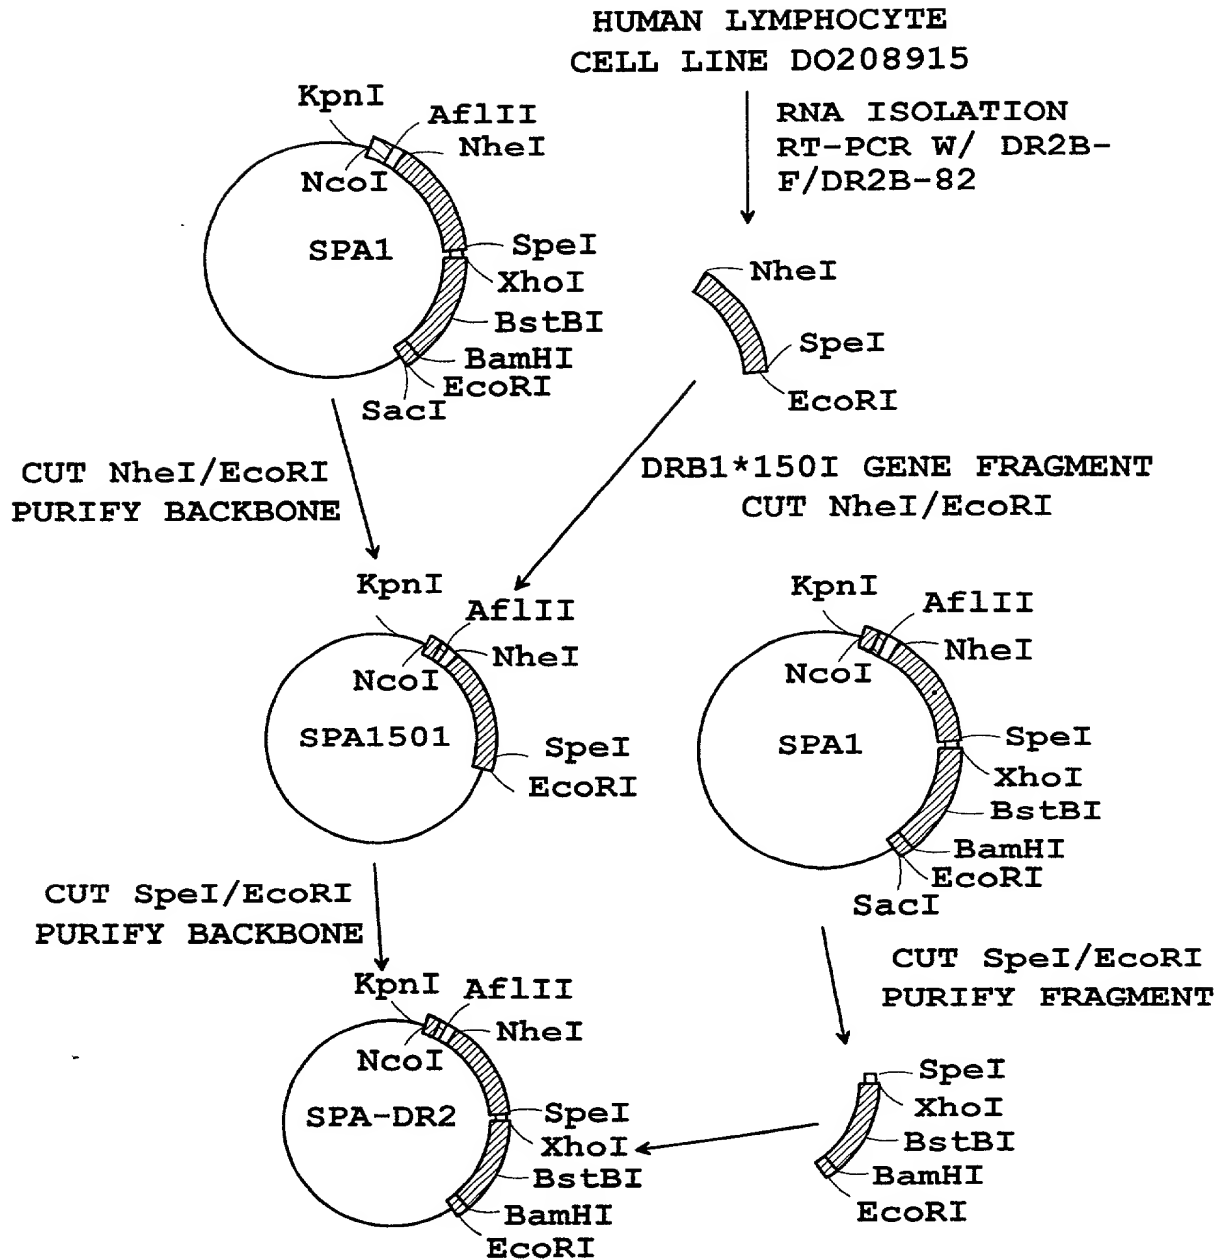 HUMAN LYMPHOCYTE
CELL LINE DO208915
RNA ISOLATION
RT-PCR W/ DR2B-
F/DR2B-82
KpnI
AflII
NheI
NcoI
SPA1
SpeI
XhoI
BstBI
BamHI
EcoRI
SacI
NheI
SpeI
EcoRI
CUT NheI/EcoRI
PURIFY BACKBONE
DRB1*150I GENE FRAGMENT
CUT NheI/EcoRI
KpnI
AflII
NheI
NcoI
SPA1501
SpeI
EcoRI
KpnI
AflII
NheI
NcoI
SPA1
SpeI
XhoI
BstBI
BamHI
EcoRI
SacI
CUT SpeI/EcoRI
PURIFY BACKBONE
CUT SpeI/EcoRI
PURIFY FRAGMENT
KpnI
AflII
NheI
NcoI
SPA-DR2
SpeI
XhoI
BstBI
BamHI
EcoRI
SpeI
XhoI
BstBI
BamHI
EcoRI